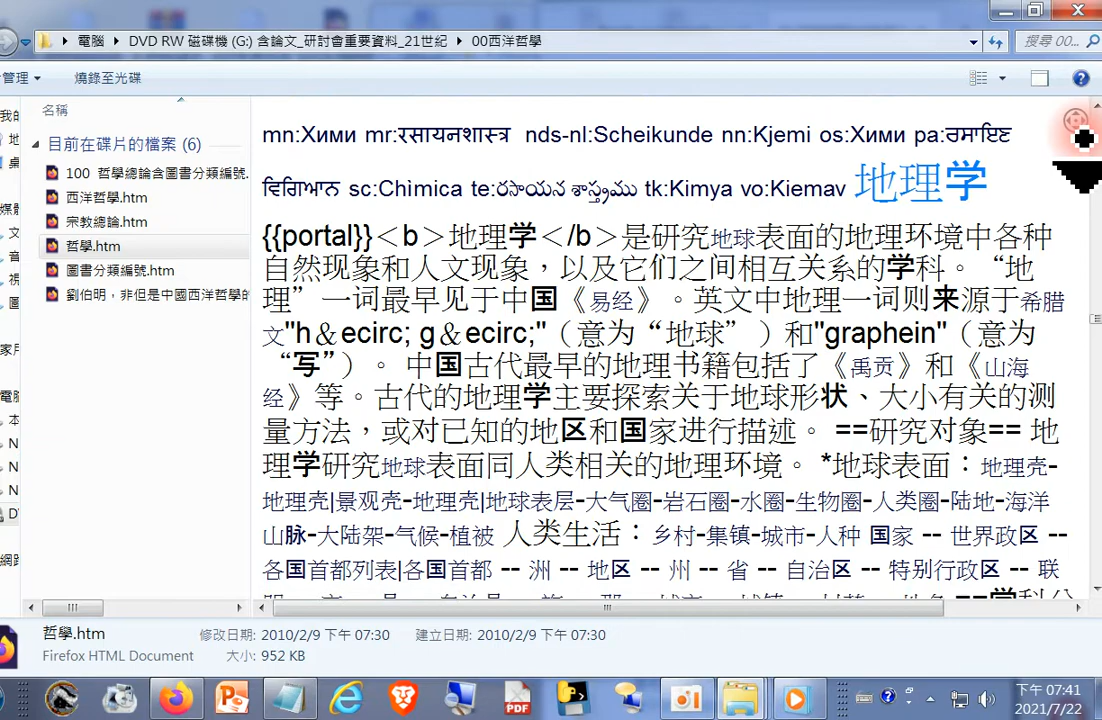 電腦 ▸ DVD RW 磁碟機 (G:) 含論文_研討會重要資料_21世紀 ▸ 00西洋哲學
搜尋 00...
管理 燒錄至光碟
名稱
目前在碟片的檔案 (6)
100 哲學總論含圖書分類編號.
西洋哲學.htm
宗教總論.htm
哲學.htm
圖書分類編號.htm
劉伯明，非但是中國西洋哲學的
mn:Хими mr:रसायनशास्त्र nds-nl:Scheikunde nn:Kjemi os:Хими pa:ਰਸਾਇਣ
ਵਿਗਿਆਨ sc:Chìmica te:రసాయన శాస్త్రము tk:Kimya vo:Kiemav 地理学
{{portal}}＜b＞地理学＜/b＞是研究地球表面的地理环境中各种
自然现象和人文现象，以及它们之间相互关系的学科。“地
理”一词最早见于中国《易经》。英文中地理一词则来源于希腊
文"h＆ecirc; g＆ecirc;"（意为“地球”）和"graphein"（意为
“写”）。 中国古代最早的地理书籍包括了《禹贡》和《山海
经》等。古代的地理学主要探索关于地球形状、大小有关的测
量方法，或对已知的地区和国家进行描述。 ==研究对象== 地
理学研究地球表面同人类相关的地理环境。 *地球表面：地理壳-
地理壳|景观壳-地理壳|地球表层-大气圈-岩石圈-水圈-生物圈-人类圈-陆地-海洋
山脉-大陆架-气候-植被 人类生活：乡村-集镇-城市-人种 国家 -- 世界政区 --
各国首都列表|各国首都 -- 洲 -- 地区 -- 州 -- 省 -- 自治区 -- 特别行政区 -- 联
哲學.htm 修改日期: 2010/2/9 下午 07:30 建立日期: 2010/2/9 下午 07:30
Firefox HTML Document 大小: 952 KB
下午 07:41
2021/7/22